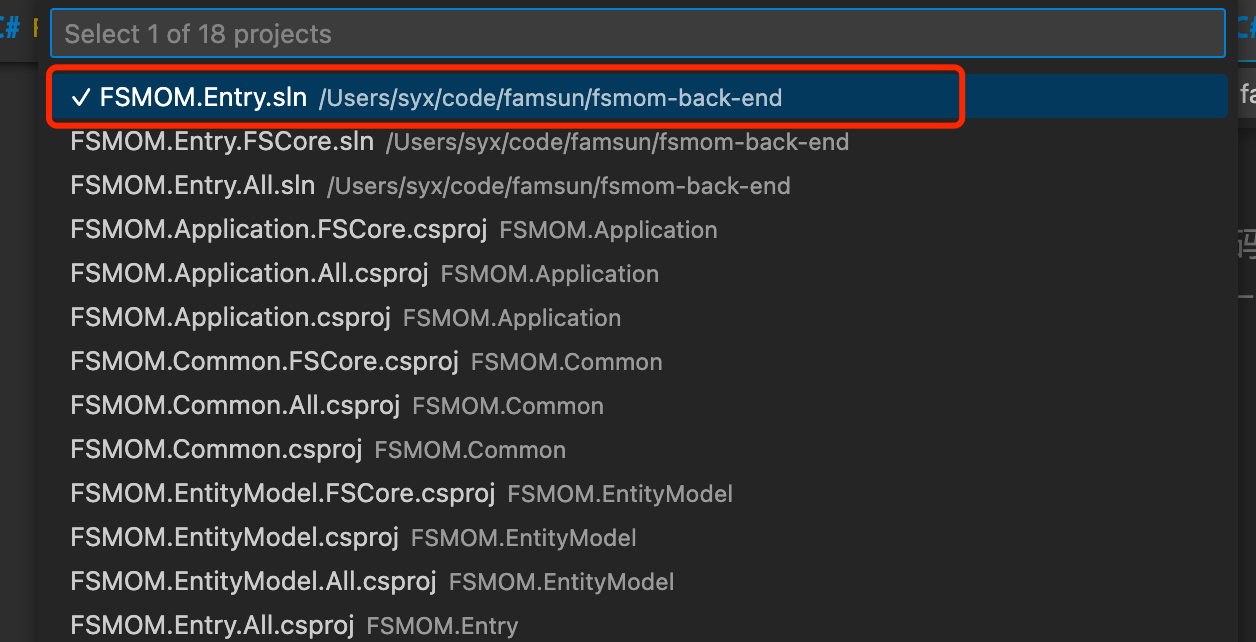 C#
Select 1 of 18 projects
✓ FSMOM.Entry.sln /Users/syx/code/famsun/fsmom-back-end
FSMOM.Entry.FSCore.sln /Users/syx/code/famsun/fsmom-back-end
FSMOM.Entry.All.sln /Users/syx/code/famsun/fsmom-back-end
FSMOM.Application.FSCore.csproj FSMOM.Application
FSMOM.Application.All.csproj FSMOM.Application
FSMOM.Application.csproj FSMOM.Application
FSMOM.Common.FSCore.csproj FSMOM.Common
FSMOM.Common.All.csproj FSMOM.Common
FSMOM.Common.csproj FSMOM.Common
FSMOM.EntityModel.FSCore.csproj FSMOM.EntityModel
FSMOM.EntityModel.csproj FSMOM.EntityModel
FSMOM.EntityModel.All.csproj FSMOM.EntityModel
FSMOM.Entry.All.csproj FSMOM.Entry